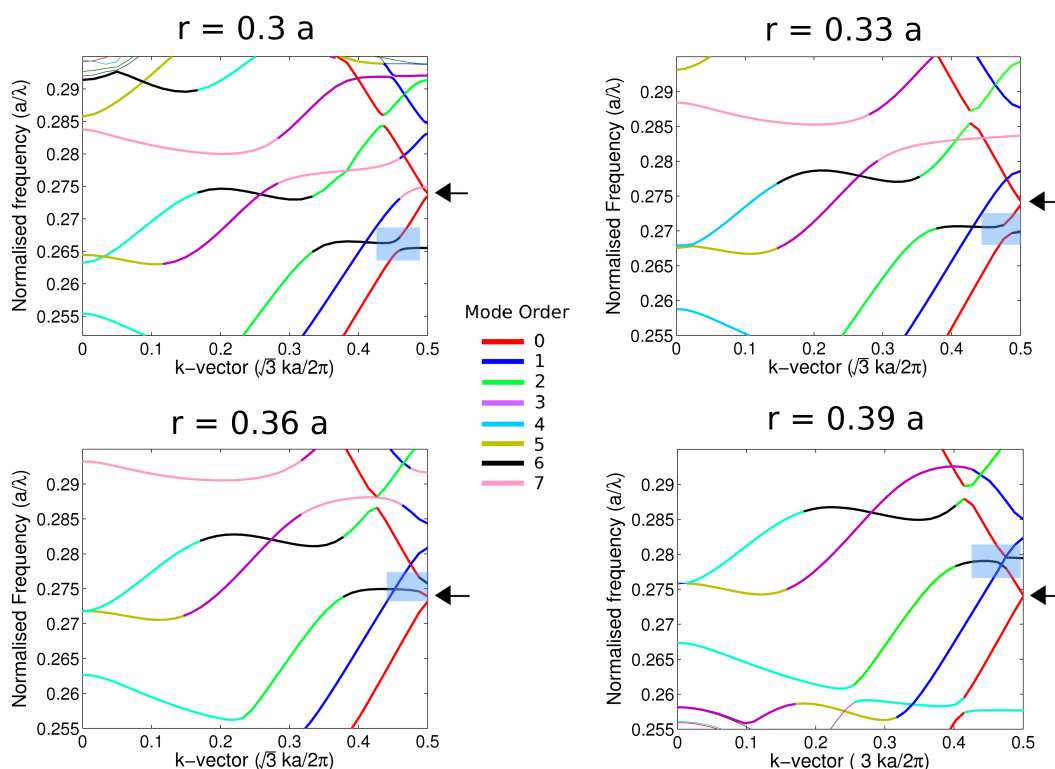 r = 0.3 a
Normalised frequency (a/λ)
0.29
0.285
0.28
0.275
0.27
0.265
0.26
0.255
0 0.1 0.2 0.3 0.4 0.5
k−vector (√3 ka/2π)
r = 0.33 a
Normalised Frequency (a/λ)
0.29
0.285
0.28
0.275
0.27
0.265
0.26
0.255
0 0.1 0.2 0.3 0.4 0.5
k−vector (√3 ka/2π)
Mode Order
0
1
2
3
4
5
6
7
r = 0.36 a
Normalised Frequency (a/λ)
0.29
0.285
0.28
0.275
0.27
0.265
0.26
0.255
0 0.1 0.2 0.3 0.4 0.5
k−vector (√3 ka/2π)
r = 0.39 a
Normalised frequency (a/λ)
0.29
0.285
0.28
0.275
0.27
0.265
0.26
0.255
0 0.1 0.2 0.3 0.4 0.5
k−vector ( 3 ka/2π)